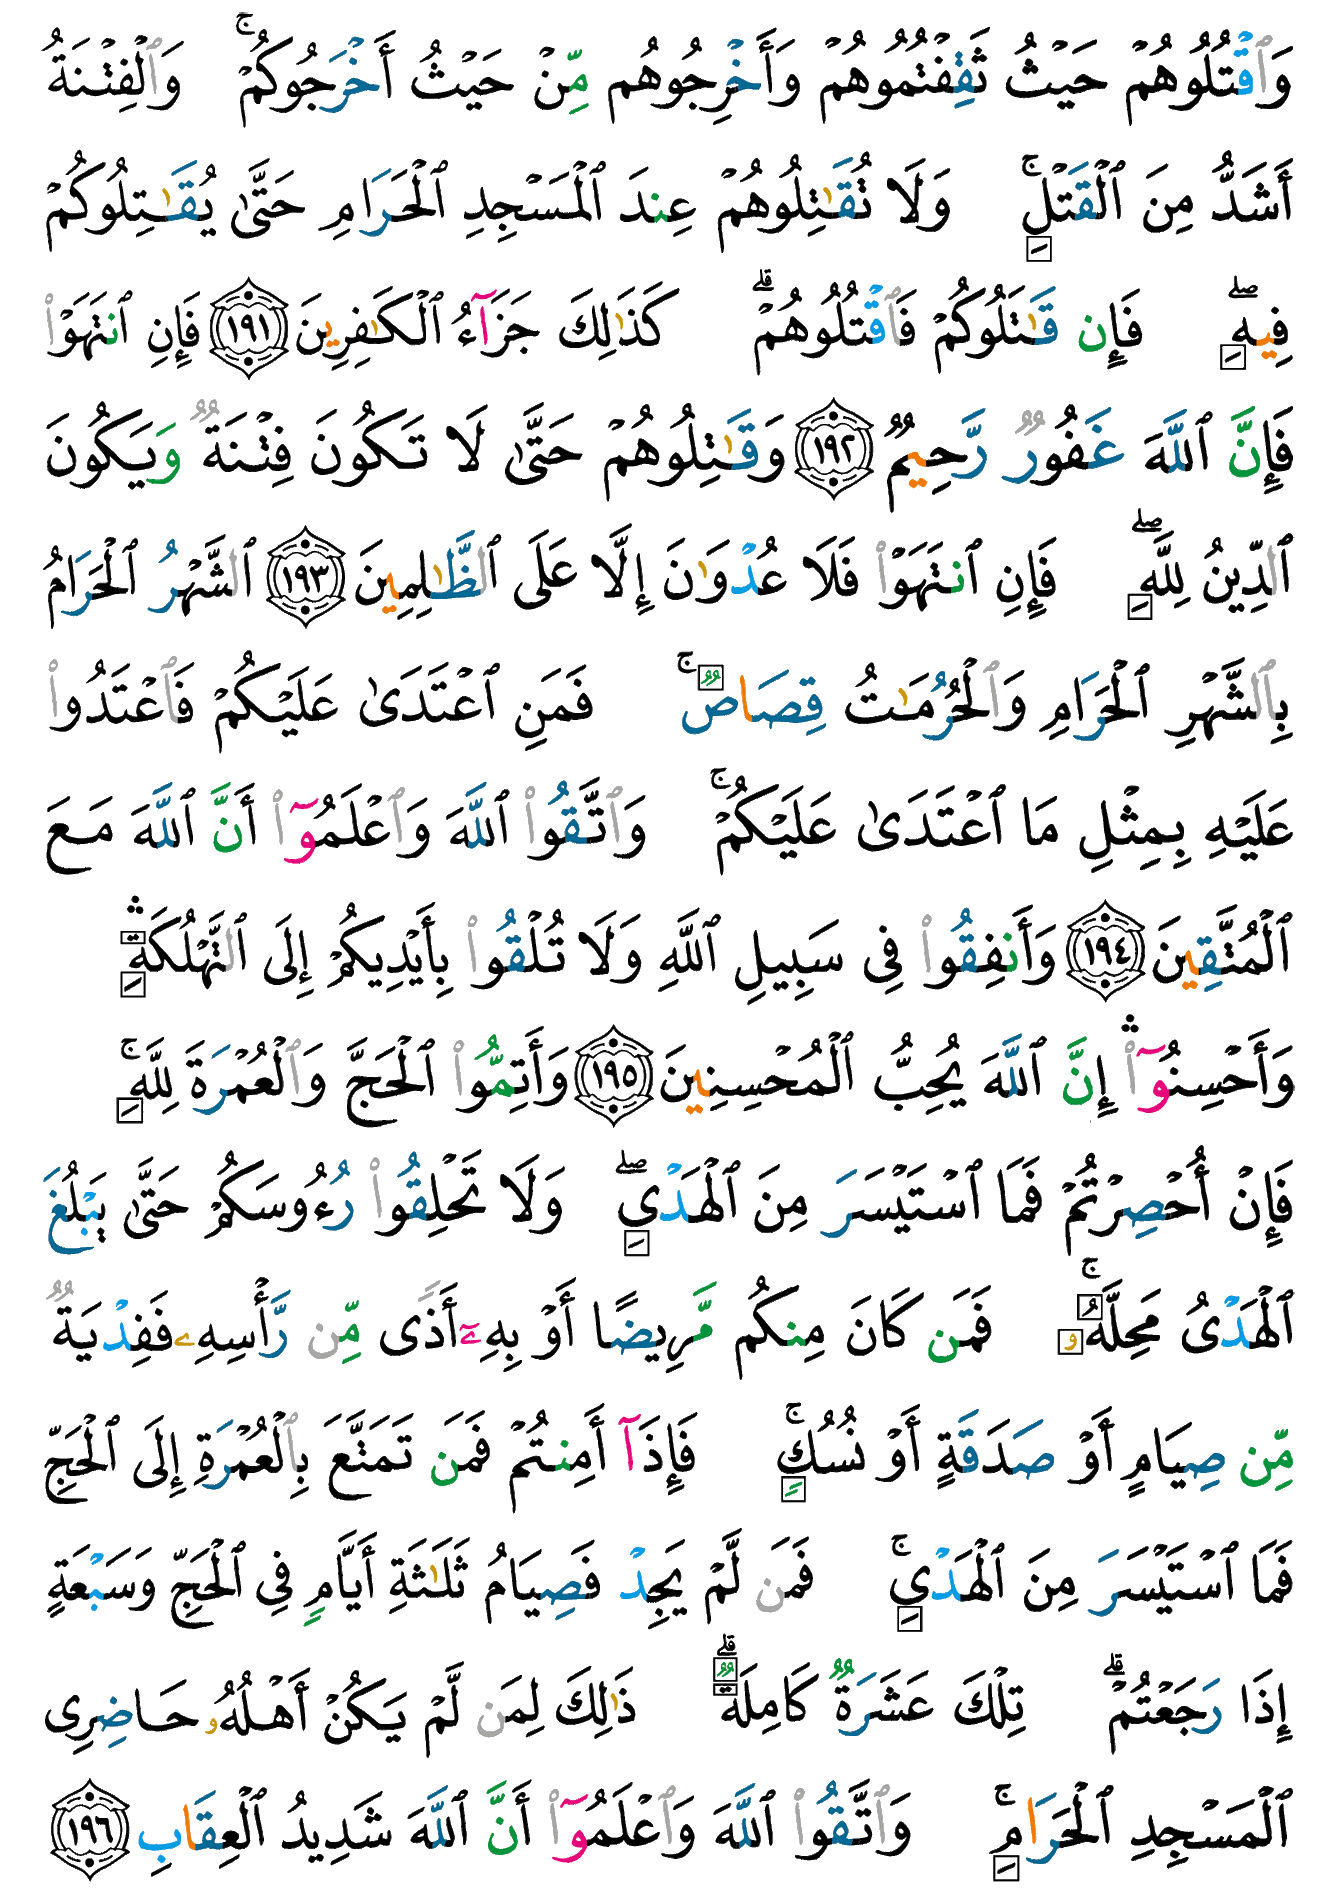 وَٱقْتُلُوهُمْ حَيْثُ ثَقِفْتُمُوهُمْ وَأَخْرِجُوهُم مِّنْ حَيْثُ أَخْرَجُوكُمْ ۚ وَٱلْفِتْنَةُ
أَشَدُّ مِنَ ٱلْقَتْلِ ۚ وَلَا تُقَـٰتِلُوهُمْ عِندَ ٱلْمَسْجِدِ ٱلْحَرَامِ حَتَّىٰ يُقَـٰتِلُوكُمْ
فِيهِ ۖ فَإِن قَـٰتَلُوكُمْ فَٱقْتُلُوهُمْ ۗ كَذَٰلِكَ جَزَآءُ ٱلْكَـٰفِرِينَ ١٩١ فَإِنِ ٱنتَهَوْا۟
فَإِنَّ ٱللَّهَ غَفُورٌ رَّحِيمٌ ١٩٢ وَقَـٰتِلُوهُمْ حَتَّىٰ لَا تَكُونَ فِتْنَةٌ وَيَكُونَ
ٱلدِّينُ لِلَّهِ ۖ فَإِنِ ٱنتَهَوْا۟ فَلَا عُدْوَٰنَ إِلَّا عَلَى ٱلظَّـٰلِمِينَ ١٩٣ ٱلشَّهْرُ ٱلْحَرَامُ
بِٱلشَّهْرِ ٱلْحَرَامِ وَٱلْحُرُمَـٰتُ قِصَاصٌ ۚ فَمَنِ ٱعْتَدَىٰ عَلَيْكُمْ فَٱعْتَدُوا۟
عَلَيْهِ بِمِثْلِ مَا ٱعْتَدَىٰ عَلَيْكُمْ ۚ وَٱتَّقُوا۟ ٱللَّهَ وَٱعْلَمُوٓا۟ أَنَّ ٱللَّهَ مَعَ
ٱلْمُتَّقِينَ ١٩٤ وَأَنفِقُوا۟ فِى سَبِيلِ ٱللَّهِ وَلَا تُلْقُوا۟ بِأَيْدِيكُمْ إِلَى ٱلتَّهْلُكَةِ ۛ
وَأَحْسِنُوٓا۟ ۛ إِنَّ ٱللَّهَ يُحِبُّ ٱلْمُحْسِنِينَ ١٩٥ وَأَتِمُّوا۟ ٱلْحَجَّ وَٱلْعُمْرَةَ لِلَّهِ ۚ
فَإِنْ أُحْصِرْتُمْ فَمَا ٱسْتَيْسَرَ مِنَ ٱلْهَدْىِ ۖ وَلَا تَحْلِقُوا۟ رُءُوسَكُمْ حَتَّىٰ يَبْلُغَ
ٱلْهَدْىُ مَحِلَّهُۥ ۚ فَمَن كَانَ مِنكُم مَّرِيضًا أَوْ بِهِۦٓ أَذًى مِّن رَّأْسِهِۦ فَفِدْيَةٌ
مِّن صِيَامٍ أَوْ صَدَقَةٍ أَوْ نُسُكٍ ۚ فَإِذَآ أَمِنتُمْ فَمَن تَمَتَّعَ بِٱلْعُمْرَةِ إِلَى ٱلْحَجِّ
فَمَا ٱسْتَيْسَرَ مِنَ ٱلْهَدْىِ ۚ فَمَن لَّمْ يَجِدْ فَصِيَامُ ثَلَـٰثَةِ أَيَّامٍ فِى ٱلْحَجِّ وَسَبْعَةٍ
إِذَا رَجَعْتُمْ ۗ تِلْكَ عَشَرَةٌ كَامِلَةٌ ۗ ذَٰلِكَ لِمَن لَّمْ يَكُنْ أَهْلُهُۥ حَاضِرِى
ٱلْمَسْجِدِ ٱلْحَرَامِ ۚ وَٱتَّقُوا۟ ٱللَّهَ وَٱعْلَمُوٓا۟ أَنَّ ٱللَّهَ شَدِيدُ ٱلْعِقَابِ ١٩٦